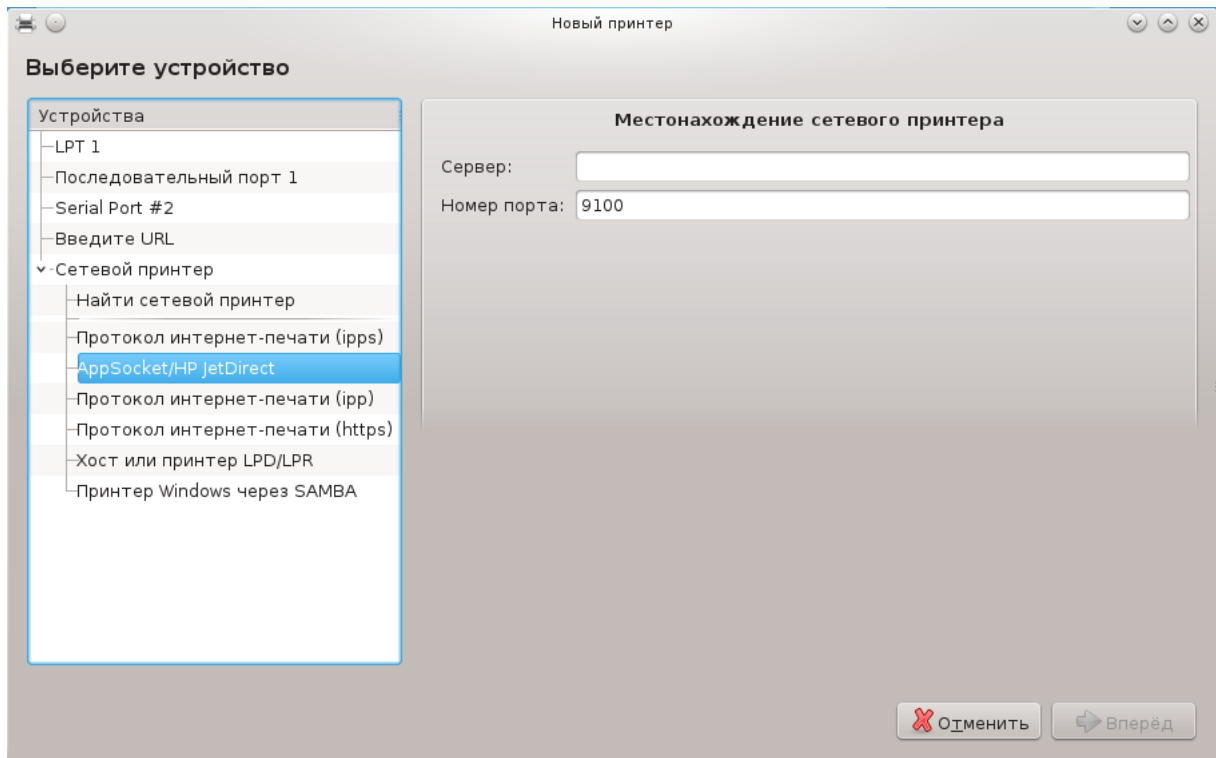 Новый принтер
Выберите устройство
Устройства
LPT 1
Последовательный порт 1
Serial Port #2
Введите URL
Сетевой принтер
Найти сетевой принтер
Протокол интернет-печати (ipps)
AppSocket/HP JetDirect
Протокол интернет-печати (ipp)
Протокол интернет-печати (https)
Хост или принтер LPD/LPR
Принтер Windows через SAMBA
Местонахождение сетевого принтера
Сервер:
Номер порта: 9100
Отменить Вперёд